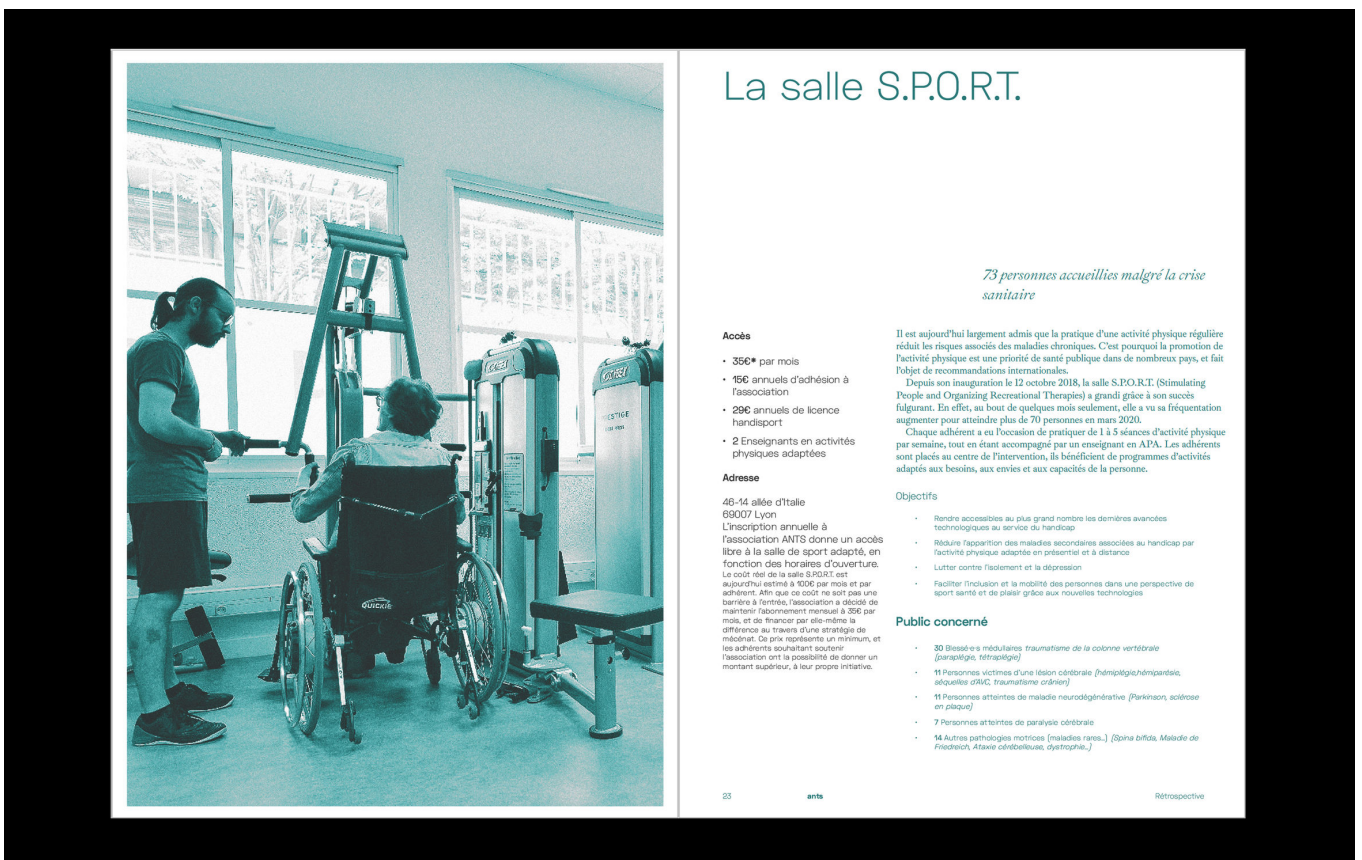 La salle S.P.O.R.T.
73 personnes accueillies malgré la crise
sanitaire
Accès
• 35€* par mois
• 15€ annuels d'adhésion à
l'association
• 29€ annuels de licence
handisport
• 2 Enseignants en activités
physiques adaptées
Adresse
46-14 allée d'Italie
69007 Lyon
L'inscription annuelle à
l'association ANTS donne un accès
libre à la salle de sport adapté, en
fonction des horaires d'ouverture.
Le coût réel de la salle S.P.O.R.T. est
aujourd'hui estimé à 100€ par mois et par
adhérent. Afin que ce coût ne soit pas une
barrière à l'entrée, l'association a décidé de
maintenir l'abonnement mensuel à 35€ par
mois, et de financer par elle-même la
différence au travers d'une stratégie de
mécénat. Ce prix représente un minimum, et
les adhérents souhaitant soutenir
l'association ont la possibilité de donner un
montant supérieur, à leur propre initiative.
Il est aujourd'hui largement admis que la pratique d'une activité physique régulière
réduit les risques associés des maladies chroniques. C'est pourquoi la promotion de
l'activité physique est une priorité de santé publique dans de nombreux pays, et fait
l'objet de recommandations internationales.
Depuis son inauguration le 12 octobre 2018, la salle S.P.O.R.T. (Stimulating
People and Organizing Recreational Therapies) a grandi grâce à son succès
fulgurant. En effet, au bout de quelques mois seulement, elle a vu sa fréquentation
augmenter pour atteindre plus de 70 personnes en mars 2020.
Chaque adhérent a eu l'occasion de pratiquer de 1 à 5 séances d'activité physique
par semaine, tout en étant accompagné par un enseignant en APA. Les adhérents
sont placés au centre de l'intervention, ils bénéficient de programmes d'activités
adaptés aux besoins, aux envies et aux capacités de la personne.
Objectifs
• Rendre accessibles au plus grand nombre les dernières avancées
technologiques au service du handicap
• Réduire l'apparition des maladies secondaires associées au handicap par
l'activité physique adaptée en présentiel et à distance
• Lutter contre l'isolement et la dépression
• Faciliter l'inclusion et la mobilité des personnes dans une perspective de
sport santé et de plaisir grâce aux nouvelles technologies
Public concerné
• 30 Blessé·e·s médullaires traumatisme de la colonne vertébrale
(paraplégie, tétraplégie)
• 11 Personnes victimes d'une lésion cérébrale (hémiplégie,hémiparésie,
séquelles d'AVC, traumatisme crânien)
• 11 Personnes atteintes de maladie neurodégénérative (Parkinson, sclérose
en plaque)
• 7 Personnes atteintes de paralysie cérébrale
• 14 Autres pathologies motrices (maladies rares...) (Spina bifida, Maladie de
Friedreich, Ataxie cérébelleuse, dystrophie...)
23
ants
Rétrospective
QUICKIE